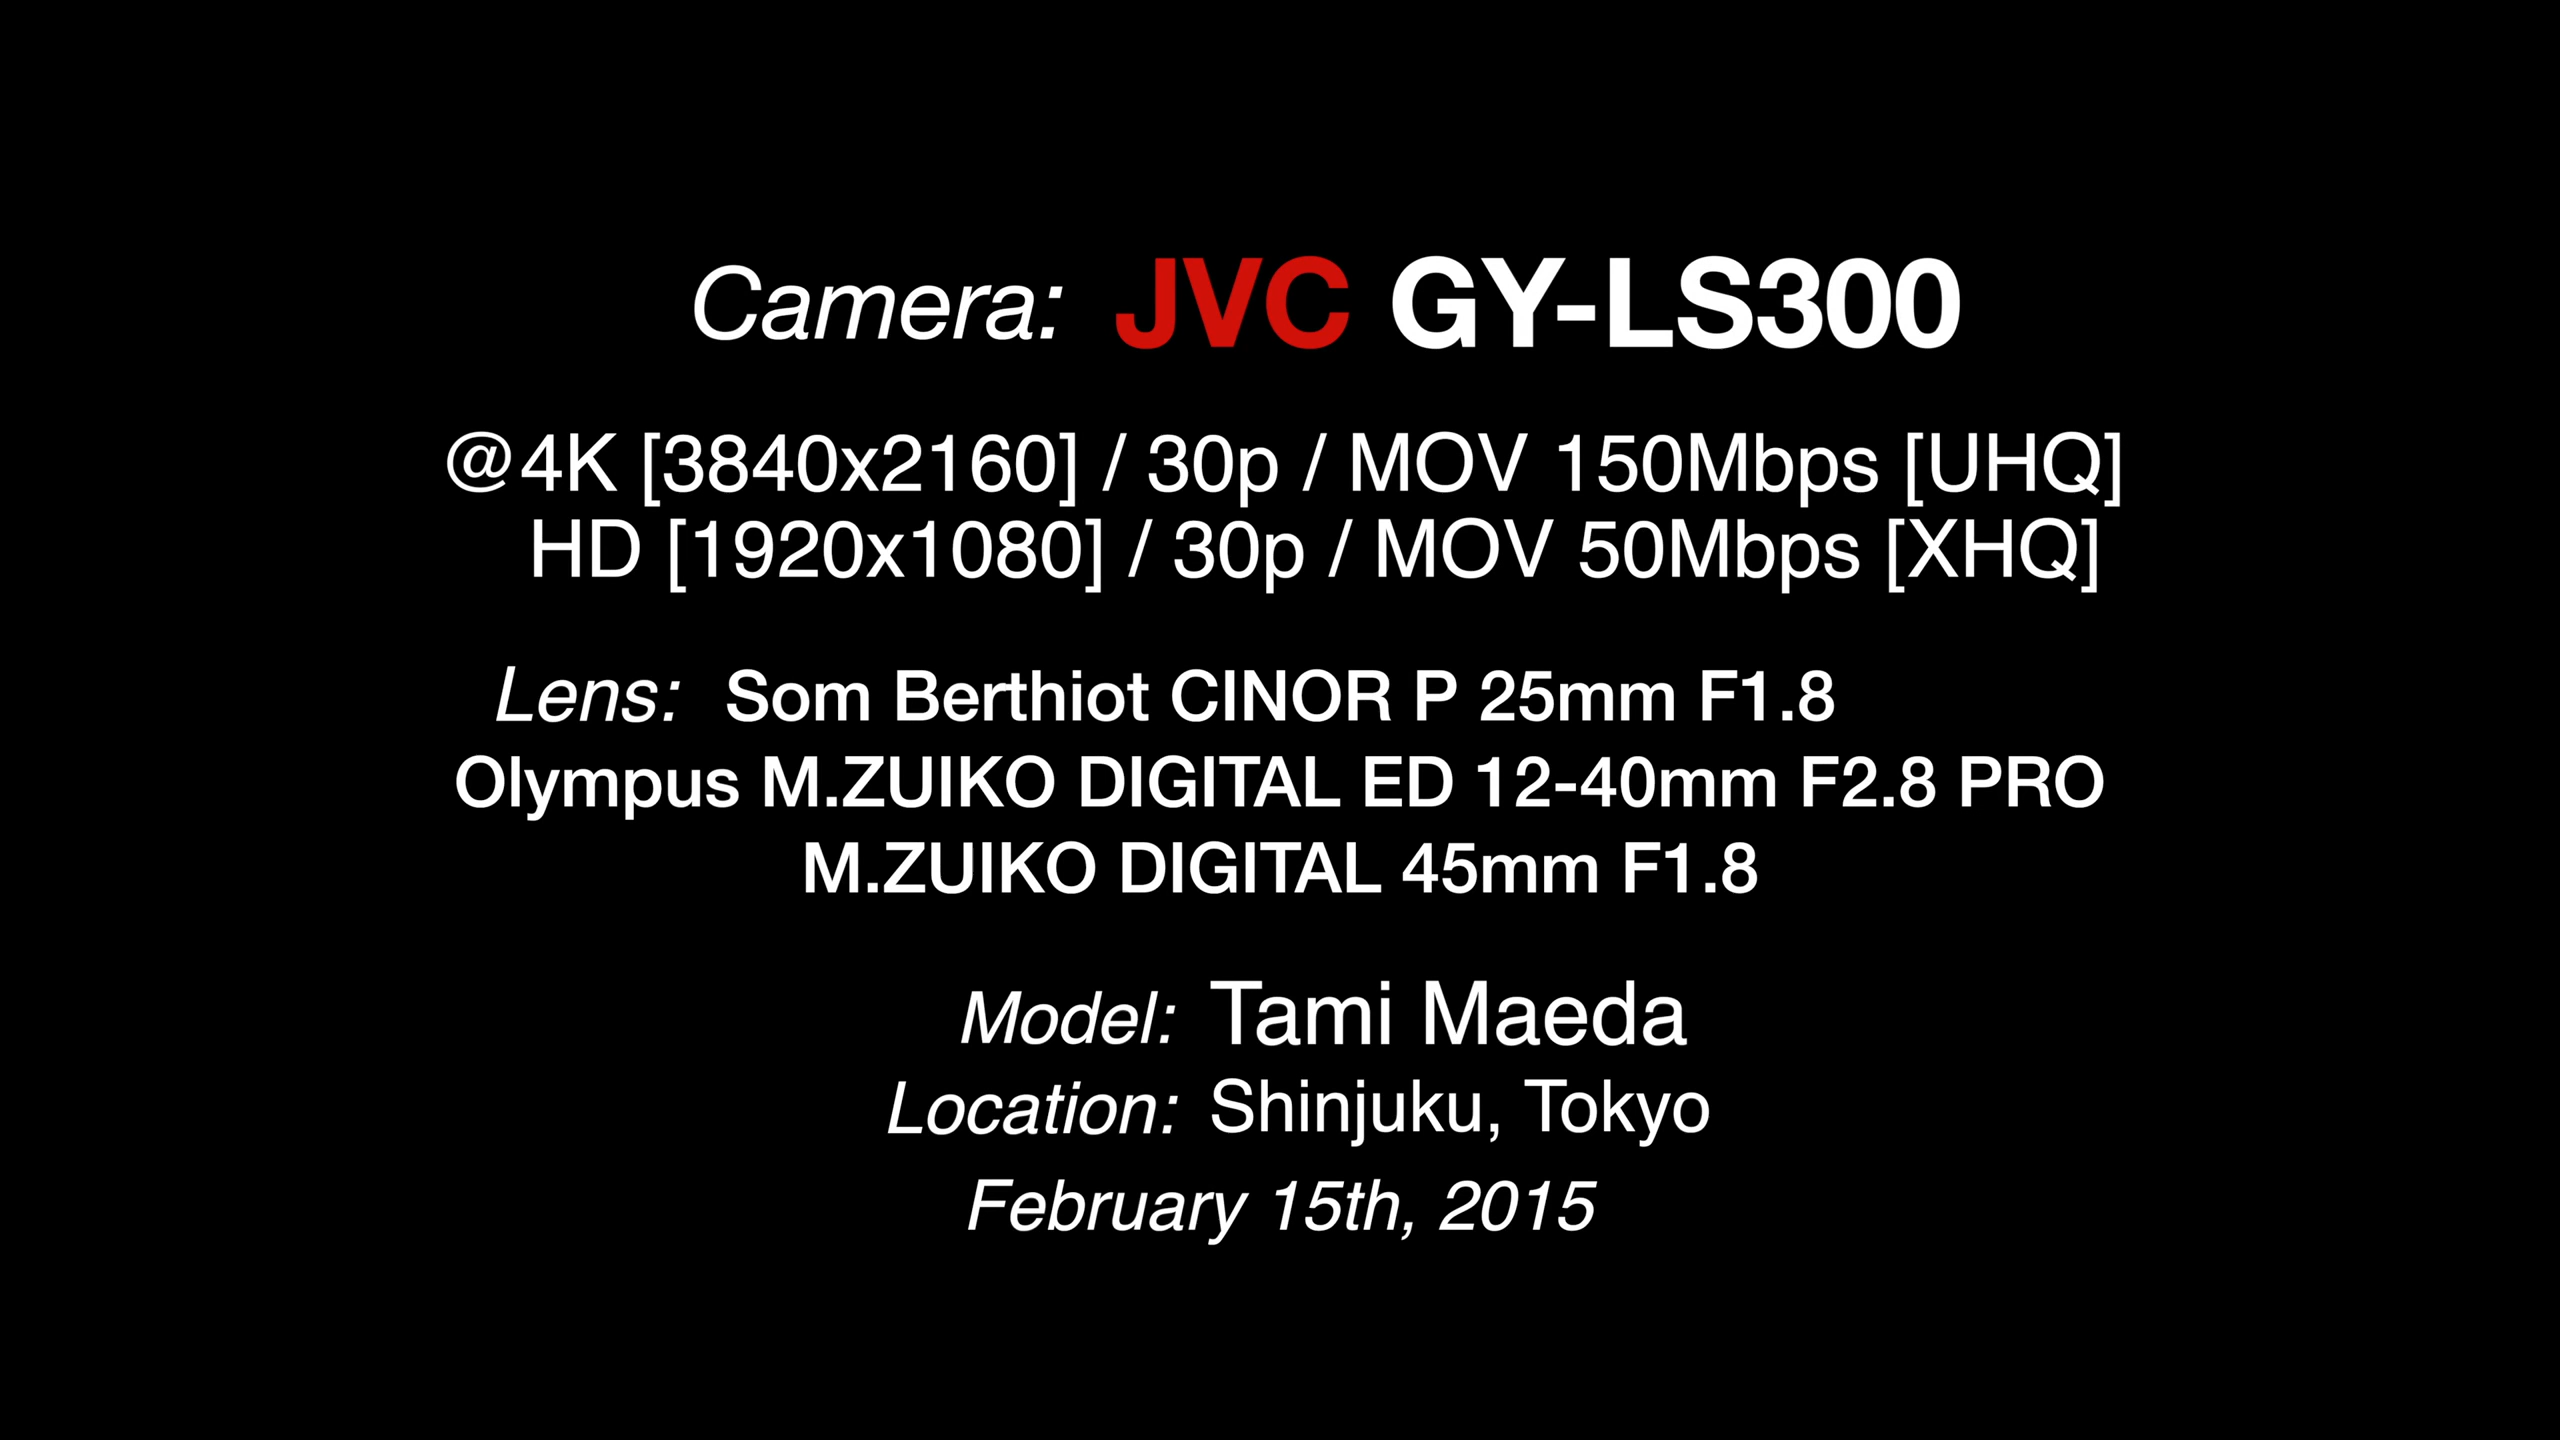 Camera: JVC GY-LS300
@4K [3840x2160] / 30p / MOV 150Mbps [UHQ]
HD [1920x1080] / 30p / MOV 50Mbps [XHQ]
Lens: Som Berthiot CINOR P 25mm F1.8
Olympus M.ZUIKO DIGITAL ED 12-40mm F2.8 PRO
M.ZUIKO DIGITAL 45mm F1.8
Model: Tami Maeda
Location: Shinjuku, Tokyo
February 15th, 2015